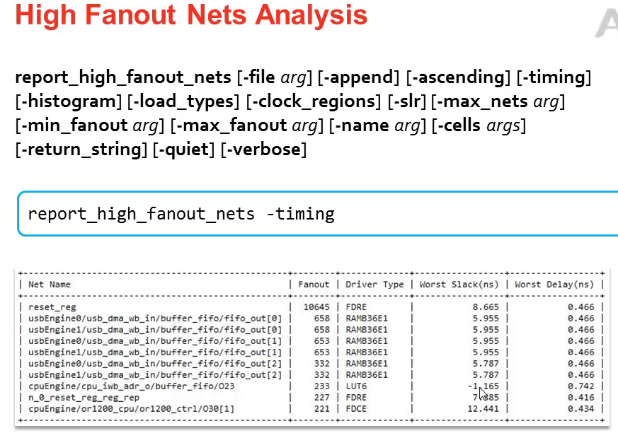 High Fanout Nets Analysis
report_high_fanout_nets [-file arg] [-append] [-ascending] [-timing]
[-histogram] [-load_types] [-clock_regions] [-slr] [-max_nets arg]
[-min_fanout arg] [-max_fanout arg] [-name arg] [-cells args]
[-return_string] [-quiet] [-verbose]
report_high_fanout_nets -timing
| Net Name | Fanout | Driver Type | Worst Slack(ns) | Worst Delay(ns) |
| reset_reg | 10645 | FDRE | 8.665 | 0.466 |
| usbEngine0/usb_dma_wb_in/buffer_fifo/fifo_out[0] | 658 | RAMB36E1 | 5.955 | 0.466 |
| usbEngine1/usb_dma_wb_in/buffer_fifo/fifo_out[0] | 658 | RAMB36E1 | 5.955 | 0.466 |
| usbEngine0/usb_dma_wb_in/buffer_fifo/fifo_out[1] | 653 | RAMB36E1 | 5.955 | 0.466 |
| usbEngine1/usb_dma_wb_in/buffer_fifo/fifo_out[1] | 653 | RAMB36E1 | 5.955 | 0.466 |
| usbEngine0/usb_dma_wb_in/buffer_fifo/fifo_out[2] | 332 | RAMB36E1 | 5.787 | 0.466 |
| usbEngine1/usb_dma_wb_in/buffer_fifo/fifo_out[2] | 332 | RAMB36E1 | 5.787 | 0.466 |
| cpuEngine/cpu_iwb_adr_o/buffer_fifo/O23 | 233 | LUT6 | -1.165 | 0.742 |
| n_0_reset_reg_reg_rep | 227 | FDRE | | 0.416 |
| cpuEngine/or1200_cpu/or1200_ctrl/O30[1] | 221 | FDCE | 12.441 | 0.434 |